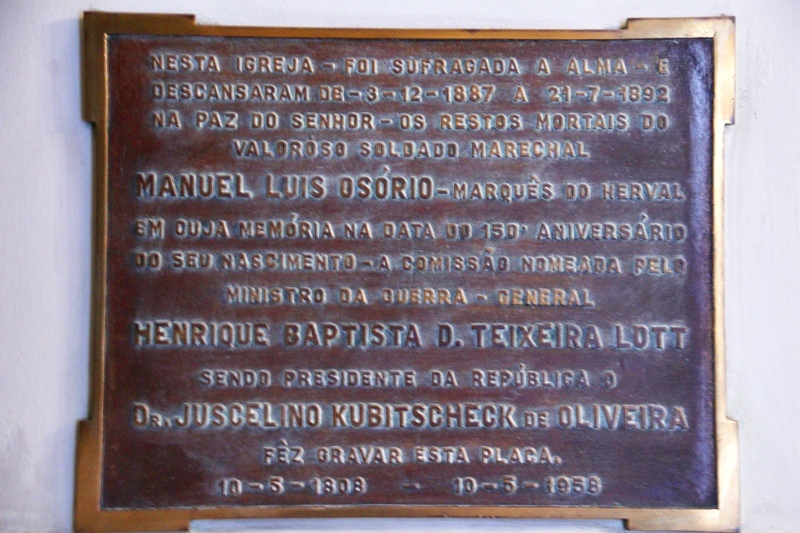 NESTA IGREJA - FOI SUFRAGADA A ALMA - E
DESCANSARAM DE - 3-12-1887 A 21-7-1892
NA PAZ DO SENHOR - OS RESTOS MORTAIS DO
VALOROSO SOLDADO MARECHAL
MANUEL LUIS OSÓRIO - MARQUÊS DO HERVAL
EM CUJA MEMÓRIA NA DATA DO 150º ANIVERSÁRIO
DO SEU NASCIMENTO - A COMISSÃO NOMEADA PELO
MINISTRO DA GUERRA - GENERAL
HENRIQUE BAPTISTA D. TEIXEIRA LOTT
SENDO PRESIDENTE DA REPÚBLICA O
DR. JUSCELINO KUBITSCHECK DE OLIVEIRA
FÊZ GRAVAR ESTA PLACA.
10-5-1808 - 10-5-1958